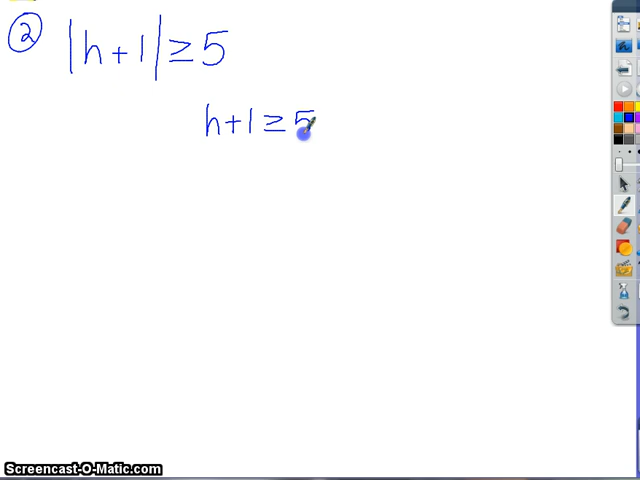 ② |h + 1| ≥ 5
h + 1 ≥ 5
Screencast-O-Matic.com